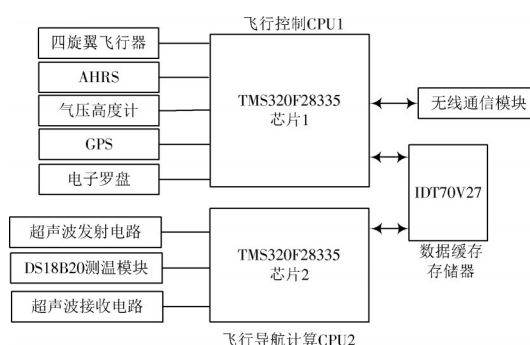 飞行控制CPU1
四旋翼飞行器
AHRS
气压高度计
GPS
电子罗盘
TMS320F28335
芯片1
无线通信模块
IDT70V27
数据缓存
存储器
超声波发射电路
DS18B20测温模块
超声波接收电路
TMS320F28335
芯片2
飞行导航计算CPU2